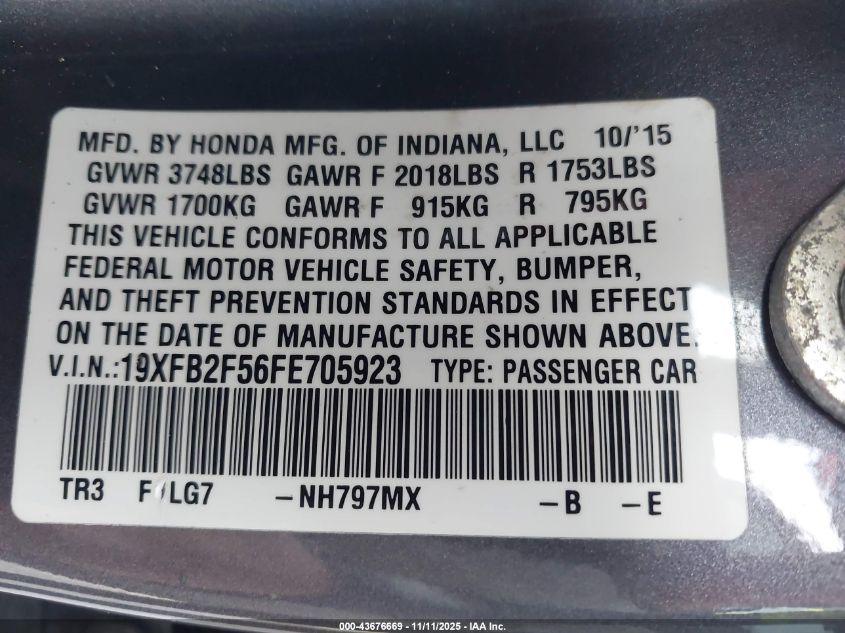 MFD. BY HONDA MFG. OF INDIANA, LLC 10/'15
GVWR 3748LBS GAWR F 2018LBS R 1753LBS
GVWR 1700KG GAWR F 915KG R 795KG
THIS VEHICLE CONFORMS TO ALL APPLICABLE
FEDERAL MOTOR VEHICLE SAFETY, BUMPER,
AND THEFT PREVENTION STANDARDS IN EFFECT
ON THE DATE OF MANUFACTURE SHOWN ABOVE.
V.I.N.:19XFB2F56FE705923 TYPE: PASSENGER CAR
TR3 -NH797MX -B -E
000-43676669 - 11/11/2025 - IAA Inc.